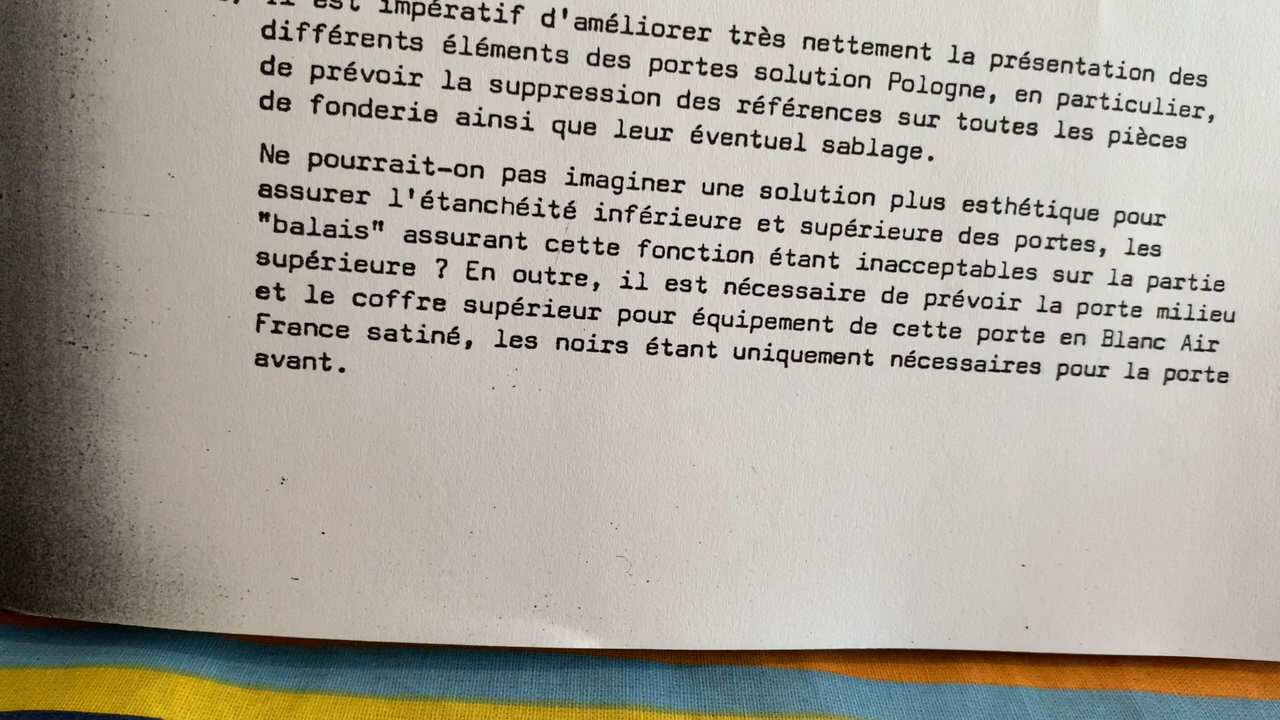 il est impératif d'améliorer très nettement la présentation des
différents éléments des portes solution Pologne, en particulier,
de prévoir la suppression des références sur toutes les pièces
de fonderie ainsi que leur éventuel sablage.
Ne pourrait-on pas imaginer une solution plus esthétique pour
assurer l'étanchéité inférieure et supérieure des portes, les
"balais" assurant cette fonction étant inacceptables sur la partie
supérieure ? En outre, il est nécessaire de prévoir la porte milieu
et le coffre supérieur pour équipement de cette porte en Blanc Air
France satiné, les noirs étant uniquement nécessaires pour la porte
avant.